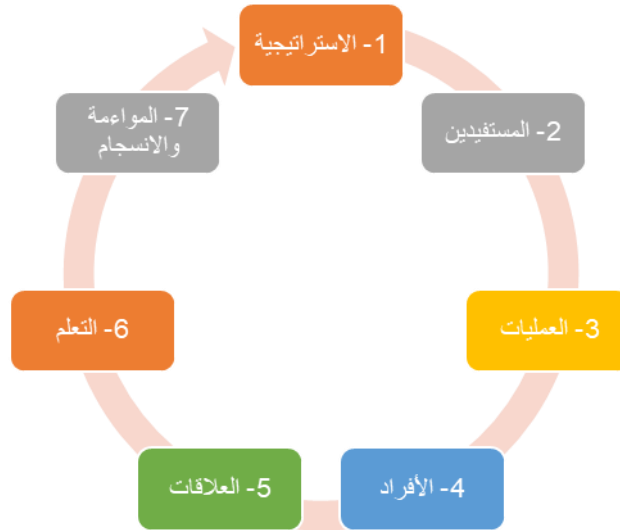 1- الاستراتيجية
2- المستفيدين
3- العمليات
4- الأفراد
5- العلاقات
6- التعلم
7- المواءمة
والانسجام